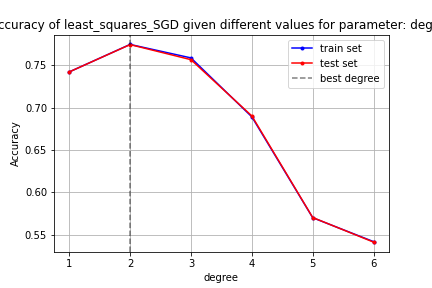 ccuracy of least_squares_SGD given different values for parameter: deg
train set
test set
best degree
Accuracy
0.75
0.70
0.65
0.60
0.55
1 2 3 4 5 6
degree